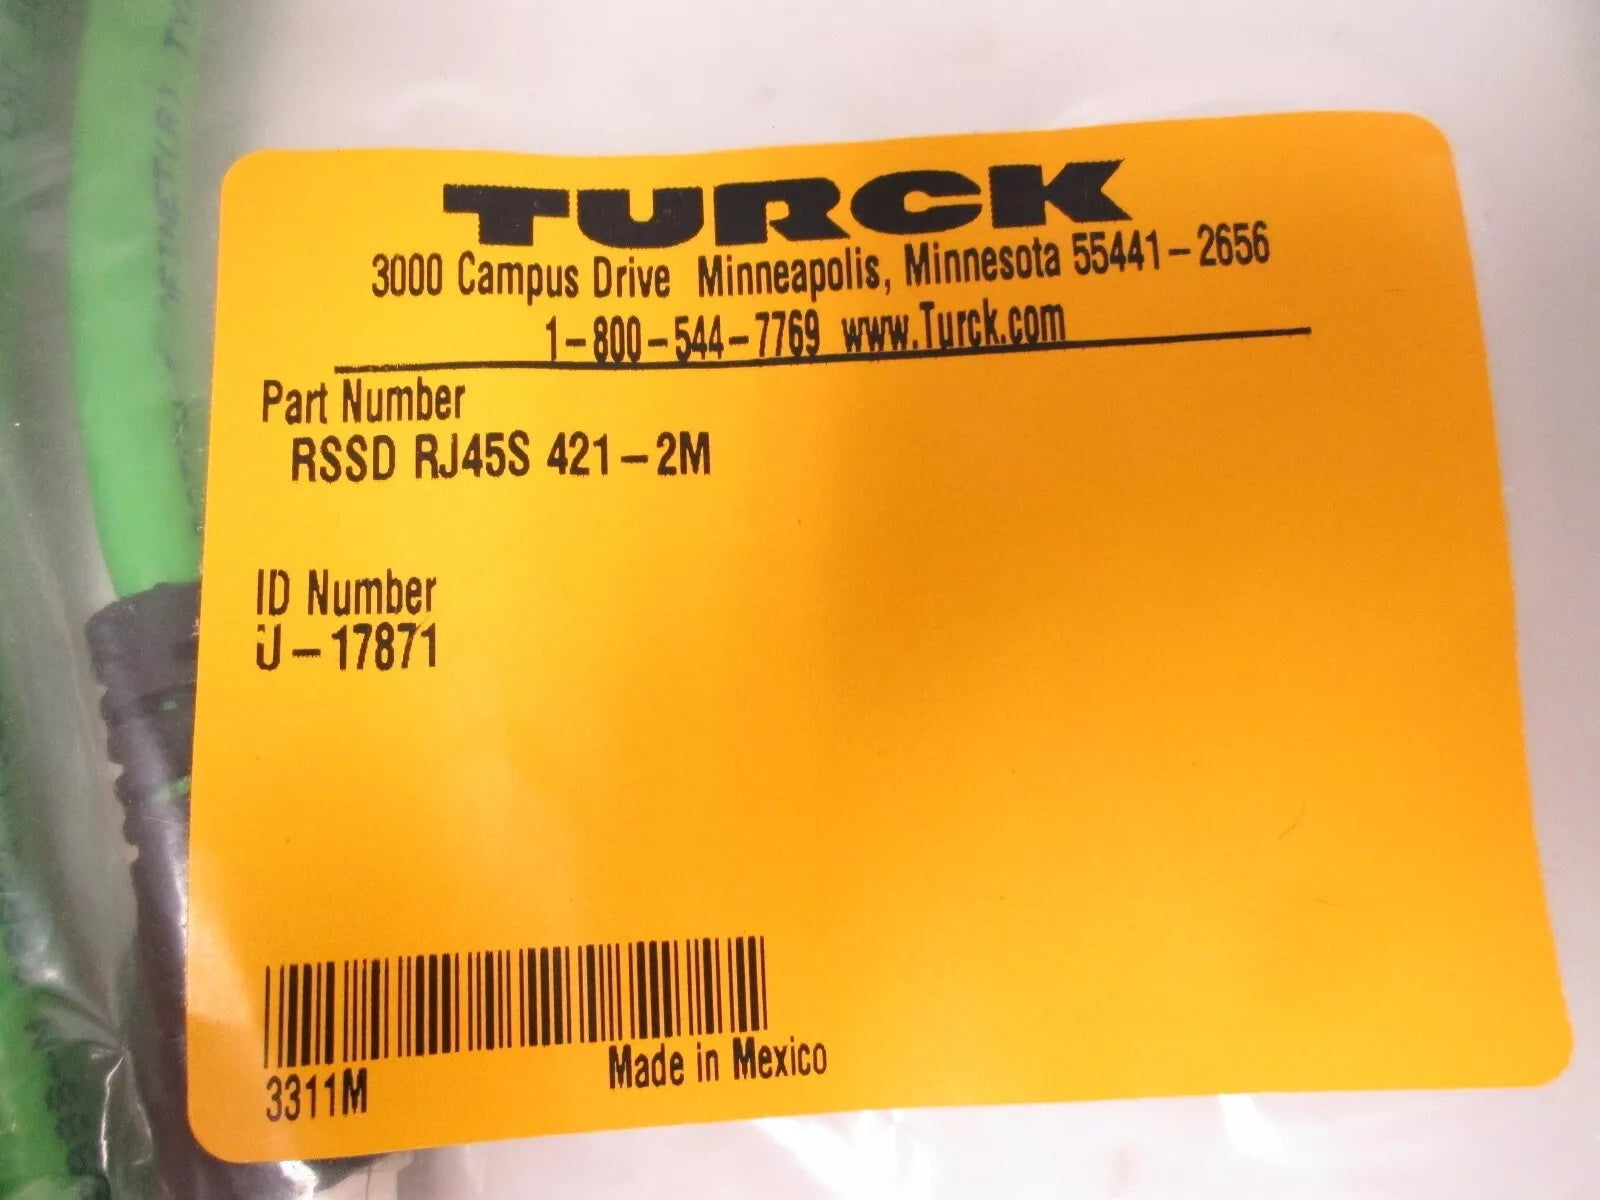 TURCK
3000 Campus Drive Minneapolis, Minnesota 55441-2656
1-800-544-7769 www.Turck.com
Part Number
RSSD RJ45S 421-2M
ID Number
U-17871
3311M
Made in Mexico